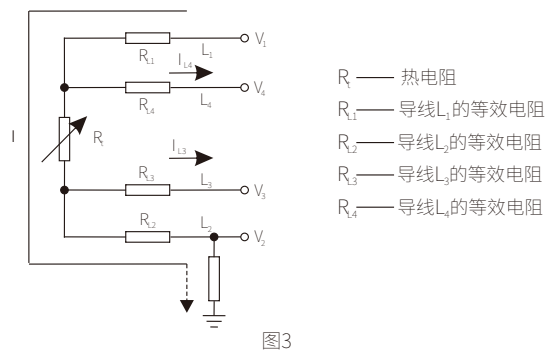 V1
RL1
L1
IL4
V4
RL4
L4
I
Rt
IL3
RL3
L3
V3
RL2
L2
V2
Rt —— 热电阻
RL1 —— 导线L1的等效电阻
RL2 —— 导线L2的等效电阻
RL3 —— 导线L3的等效电阻
RL4 —— 导线L4的等效电阻
图3